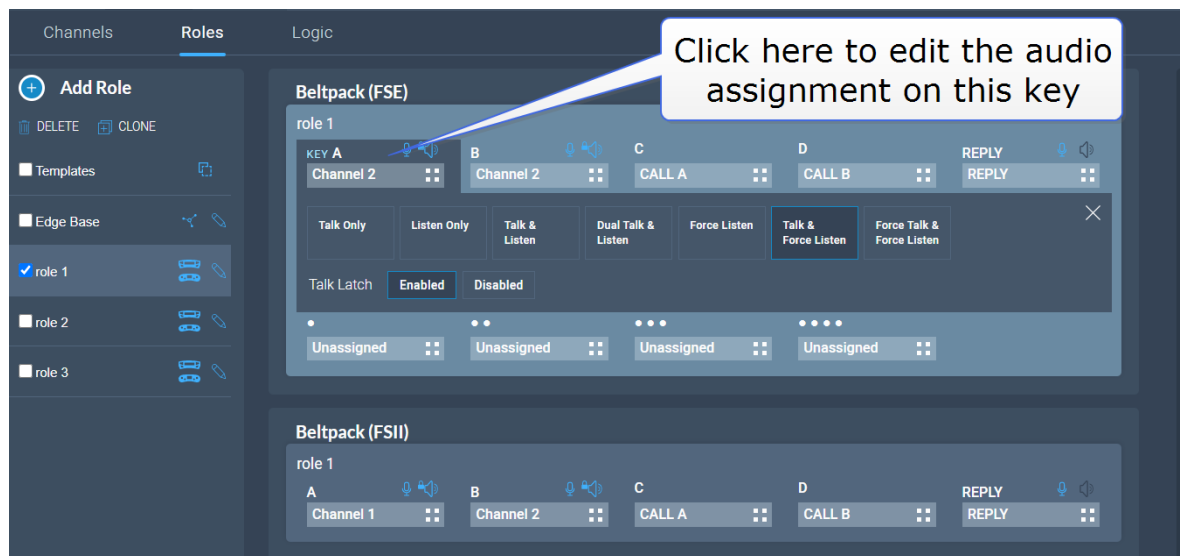 Channels Roles Logic
Click here to edit the audio
assignment on this key
Add Role
DELETE CLONE
Templates
Edge Base
role 1
role 2
role 3
Beltpack (FSE)
role 1
KEY A B C D REPLY
Channel 2 Channel 2 CALL A CALL B REPLY
Talk Only Listen Only Talk & Dual Talk & Force Listen Talk & Force Talk &
Listen Listen Force Listen Force Listen
Talk Latch Enabled Disabled
Unassigned Unassigned Unassigned Unassigned
Beltpack (FSII)
role 1
A B C D REPLY
Channel 1 Channel 2 CALL A CALL B REPLY